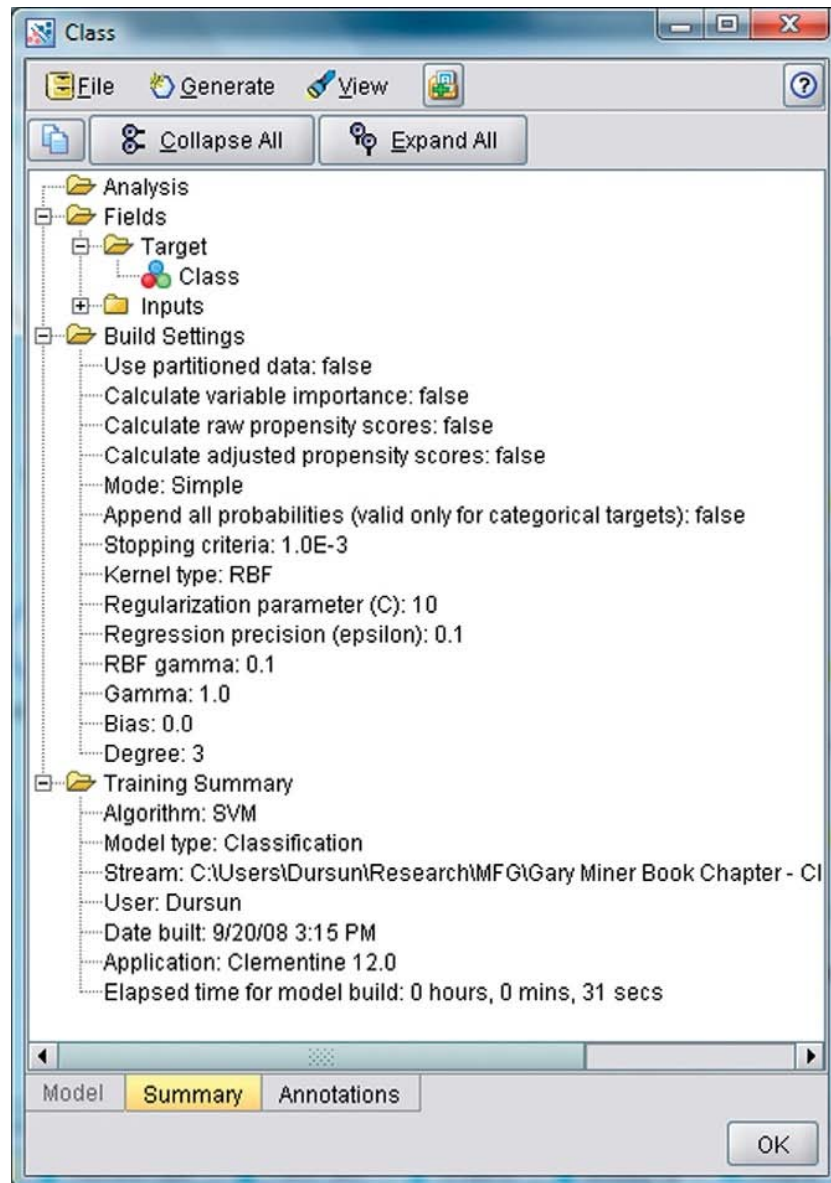 Class
File Generate View
Collapse All Expand All
Analysis
Fields
Target
Class
Inputs
Build Settings
Use partitioned data: false
Calculate variable importance: false
Calculate raw propensity scores: false
Calculate adjusted propensity scores: false
Mode: Simple
Append all probabilities (valid only for categorical targets): false
Stopping criteria: 1.0E-3
Kernel type: RBF
Regularization parameter (C): 10
Regression precision (epsilon): 0.1
RBF gamma: 0.1
Gamma: 1.0
Bias: 0.0
Degree: 3
Training Summary
Algorithm: SVM
Model type: Classification
Stream: C:\Users\Dursun\Research\MFG\Gary Miner Book Chapter - Cl
User: Dursun
Date built: 9/20/08 3:15 PM
Application: Clementine 12.0
Elapsed time for model build: 0 hours, 0 mins, 31 secs
Model Summary Annotations
OK